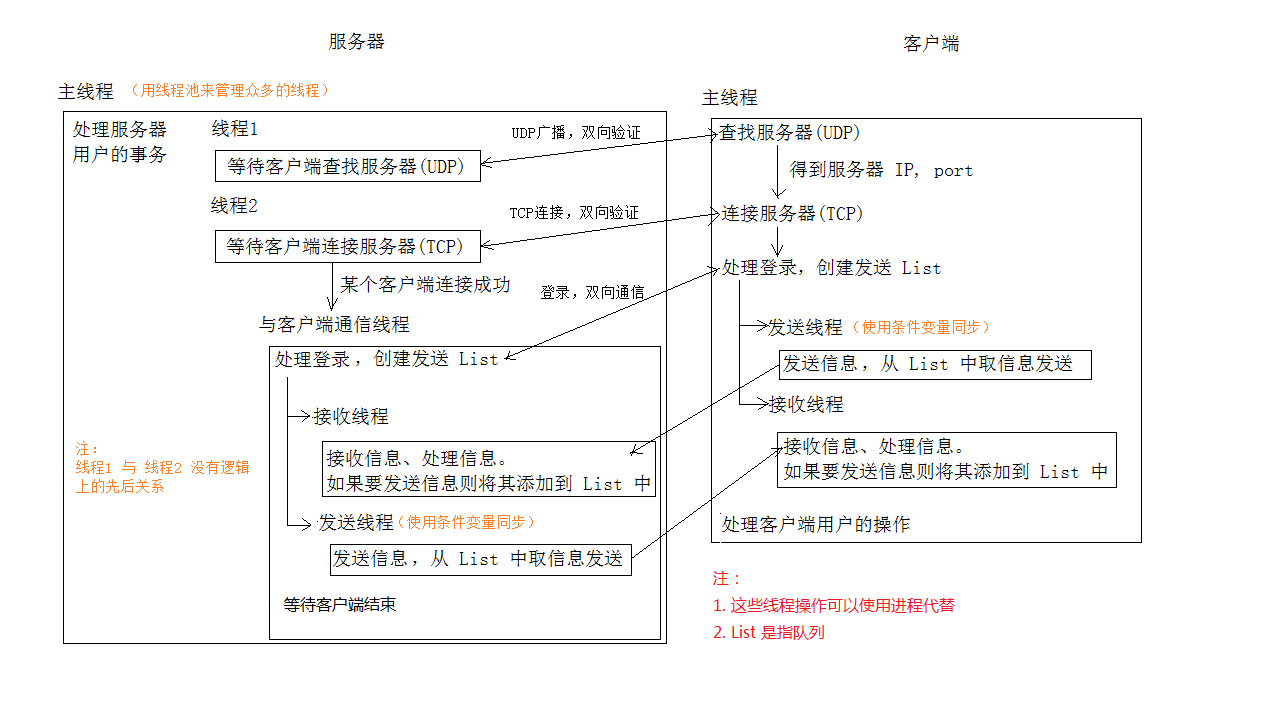 服务器
主线程 （用线程池来管理众多的线程）
处理服务器
用户的事务
线程1
等待客户端查找服务器(UDP)
线程2
等待客户端连接服务器(TCP)
某个客户端连接成功
与客户端通信线程
处理登录，创建发送 List
接收线程
接收信息、处理信息。
如果要发送信息则将其添加到 List 中
发送线程（使用条件变量同步）
发送信息，从 List 中取信息发送
等待客户端结束
注：
线程1 与 线程2 没有逻辑
上的先后关系
UDP广播，双向验证
TCP连接，双向验证
登录，双向通信
客户端
主线程
查找服务器(UDP)
得到服务器 IP, port
连接服务器(TCP)
处理登录，创建发送 List
发送线程（使用条件变量同步）
发送信息，从 List 中取信息发送
接收线程
接收信息、处理信息。
如果要发送信息则将其添加到 List 中
处理客户端用户的操作
注：
1. 这些线程操作可以使用进程代替
2. List 是指队列